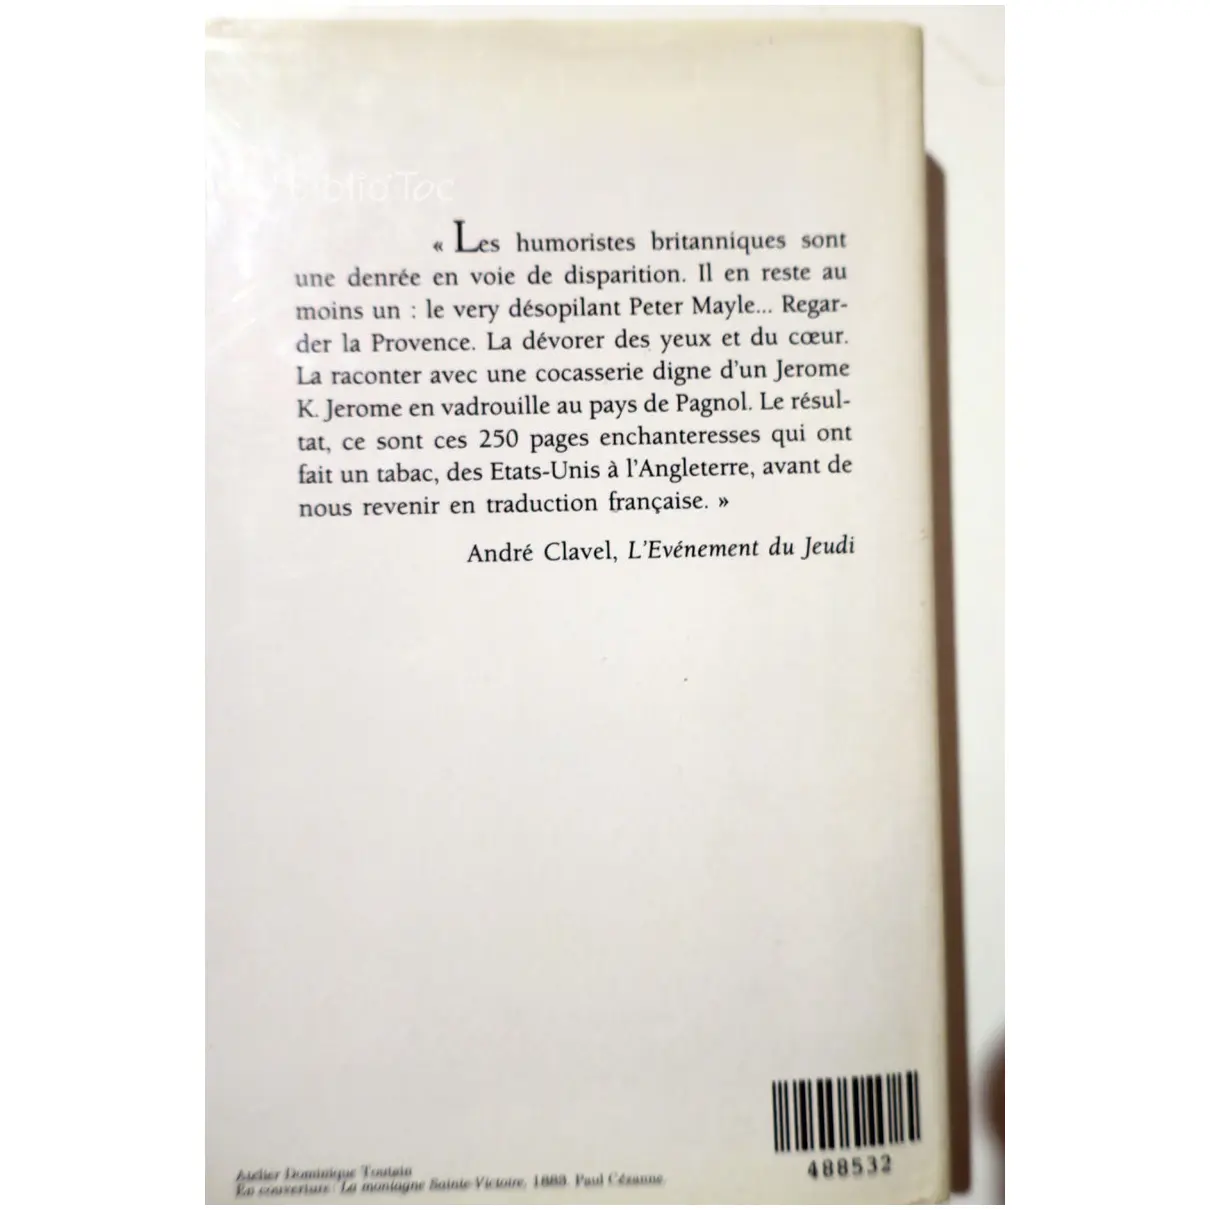 Biblio'Toc
« Les humoristes britanniques sont
une denrée en voie de disparition. Il en reste au
moins un : le very désopilant Peter Mayle... Regar-
der la Provence. La dévorer des yeux et du cœur.
La raconter avec une cocasserie digne d'un Jerome
K. Jerome en vadrouille au pays de Pagnol. Le résul-
tat, ce sont ces 250 pages enchanteresses qui ont
fait un tabac, des Etats-Unis à l'Angleterre, avant de
nous revenir en traduction française. »
André Clavel, L'Evénement du Jeudi
488532
Atelier Dominique Toutain
En couverture : La montagne Sainte-Victoire, 1883. Paul Cézanne.